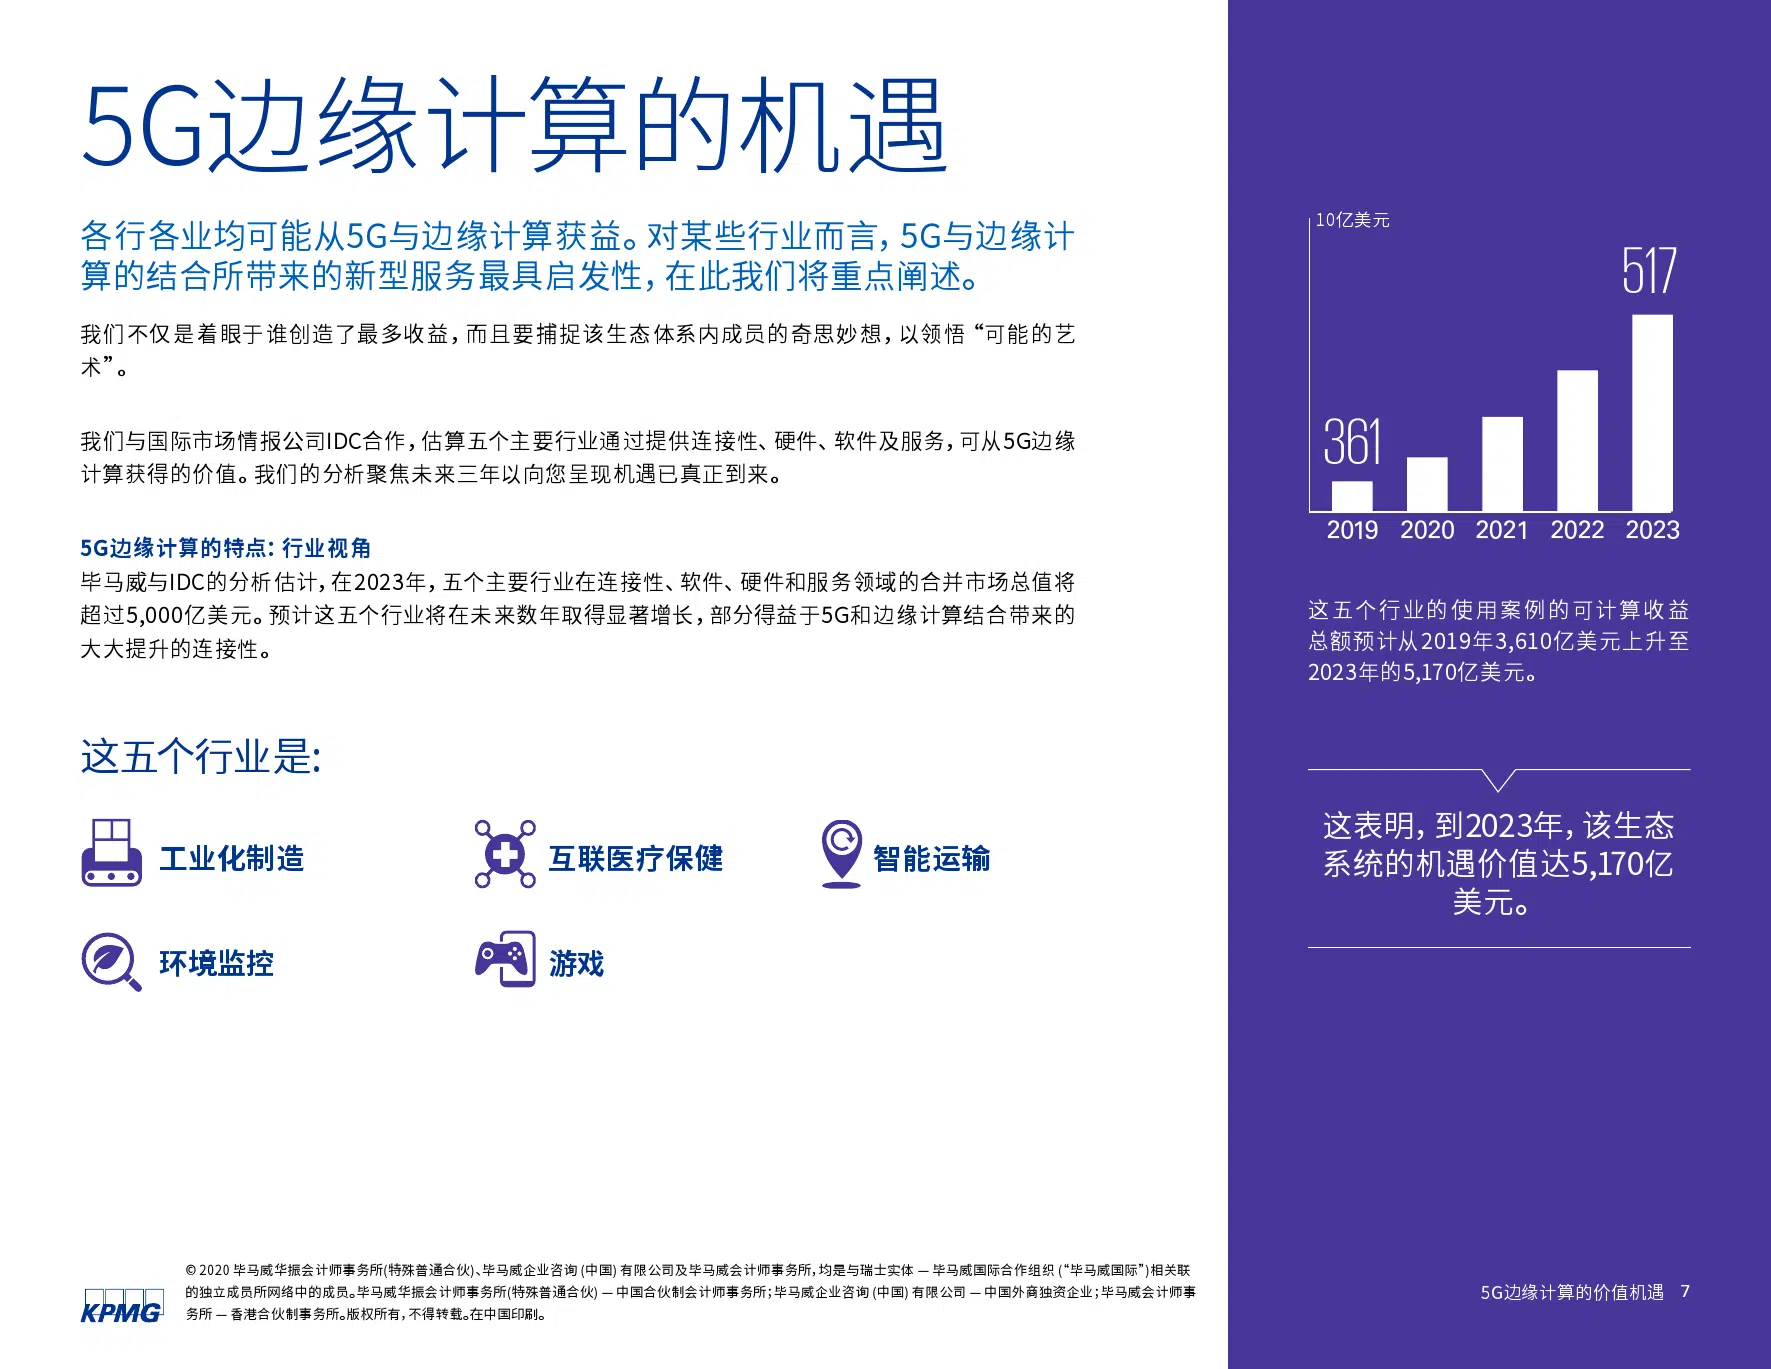 5G边缘计算的机遇
各行各业均可能从5G与边缘计算获益。对某些行业而言，5G与边缘计
算的结合所带来的新型服务最具启发性，在此我们将重点阐述。
我们不仅是着眼于谁创造了最多收益，而且要捕捉该生态体系内成员的奇思妙想，以领悟“可能的艺
术”。
我们与国际市场情报公司IDC合作，估算五个主要行业通过提供连接性、硬件、软件及服务，可从5G边缘
计算获得的价值。我们的分析聚焦未来三年以向您呈现机遇已真正到来。
5G边缘计算的特点：行业视角
毕马威与IDC的分析估计，在2023年，五个主要行业在连接性、软件、硬件和服务领域的合并市场总值将
超过5,000亿美元。预计这五个行业将在未来数年取得显著增长，部分得益于5G和边缘计算结合带来的
大大提升的连接性。
这五个行业是:
工业化制造
互联医疗保健
智能运输
环境监控
游戏
10亿美元
517
361
2019 2020 2021 2022 2023
这五个行业的使用案例的可计算收益
总额预计从2019年3,610亿美元上升至
2023年的5,170亿美元。
这表明，到2023年，该生态
系统的机遇价值达5,170亿
美元。
KPMG
© 2020 毕马威华振会计师事务所(特殊普通合伙)、毕马威企业咨询 (中国) 有限公司及毕马威会计师事务所，均是与瑞士实体 — 毕马威国际合作组织 (“毕马威国际”)相关联
的独立成员所网络中的成员。毕马威华振会计师事务所(特殊普通合伙) — 中国合伙制会计师事务所；毕马威企业咨询 (中国) 有限公司 — 中国外商独资企业；毕马威会计师事
务所 — 香港合伙制事务所。版权所有，不得转载。在中国印刷。
5G边缘计算的价值机遇 7